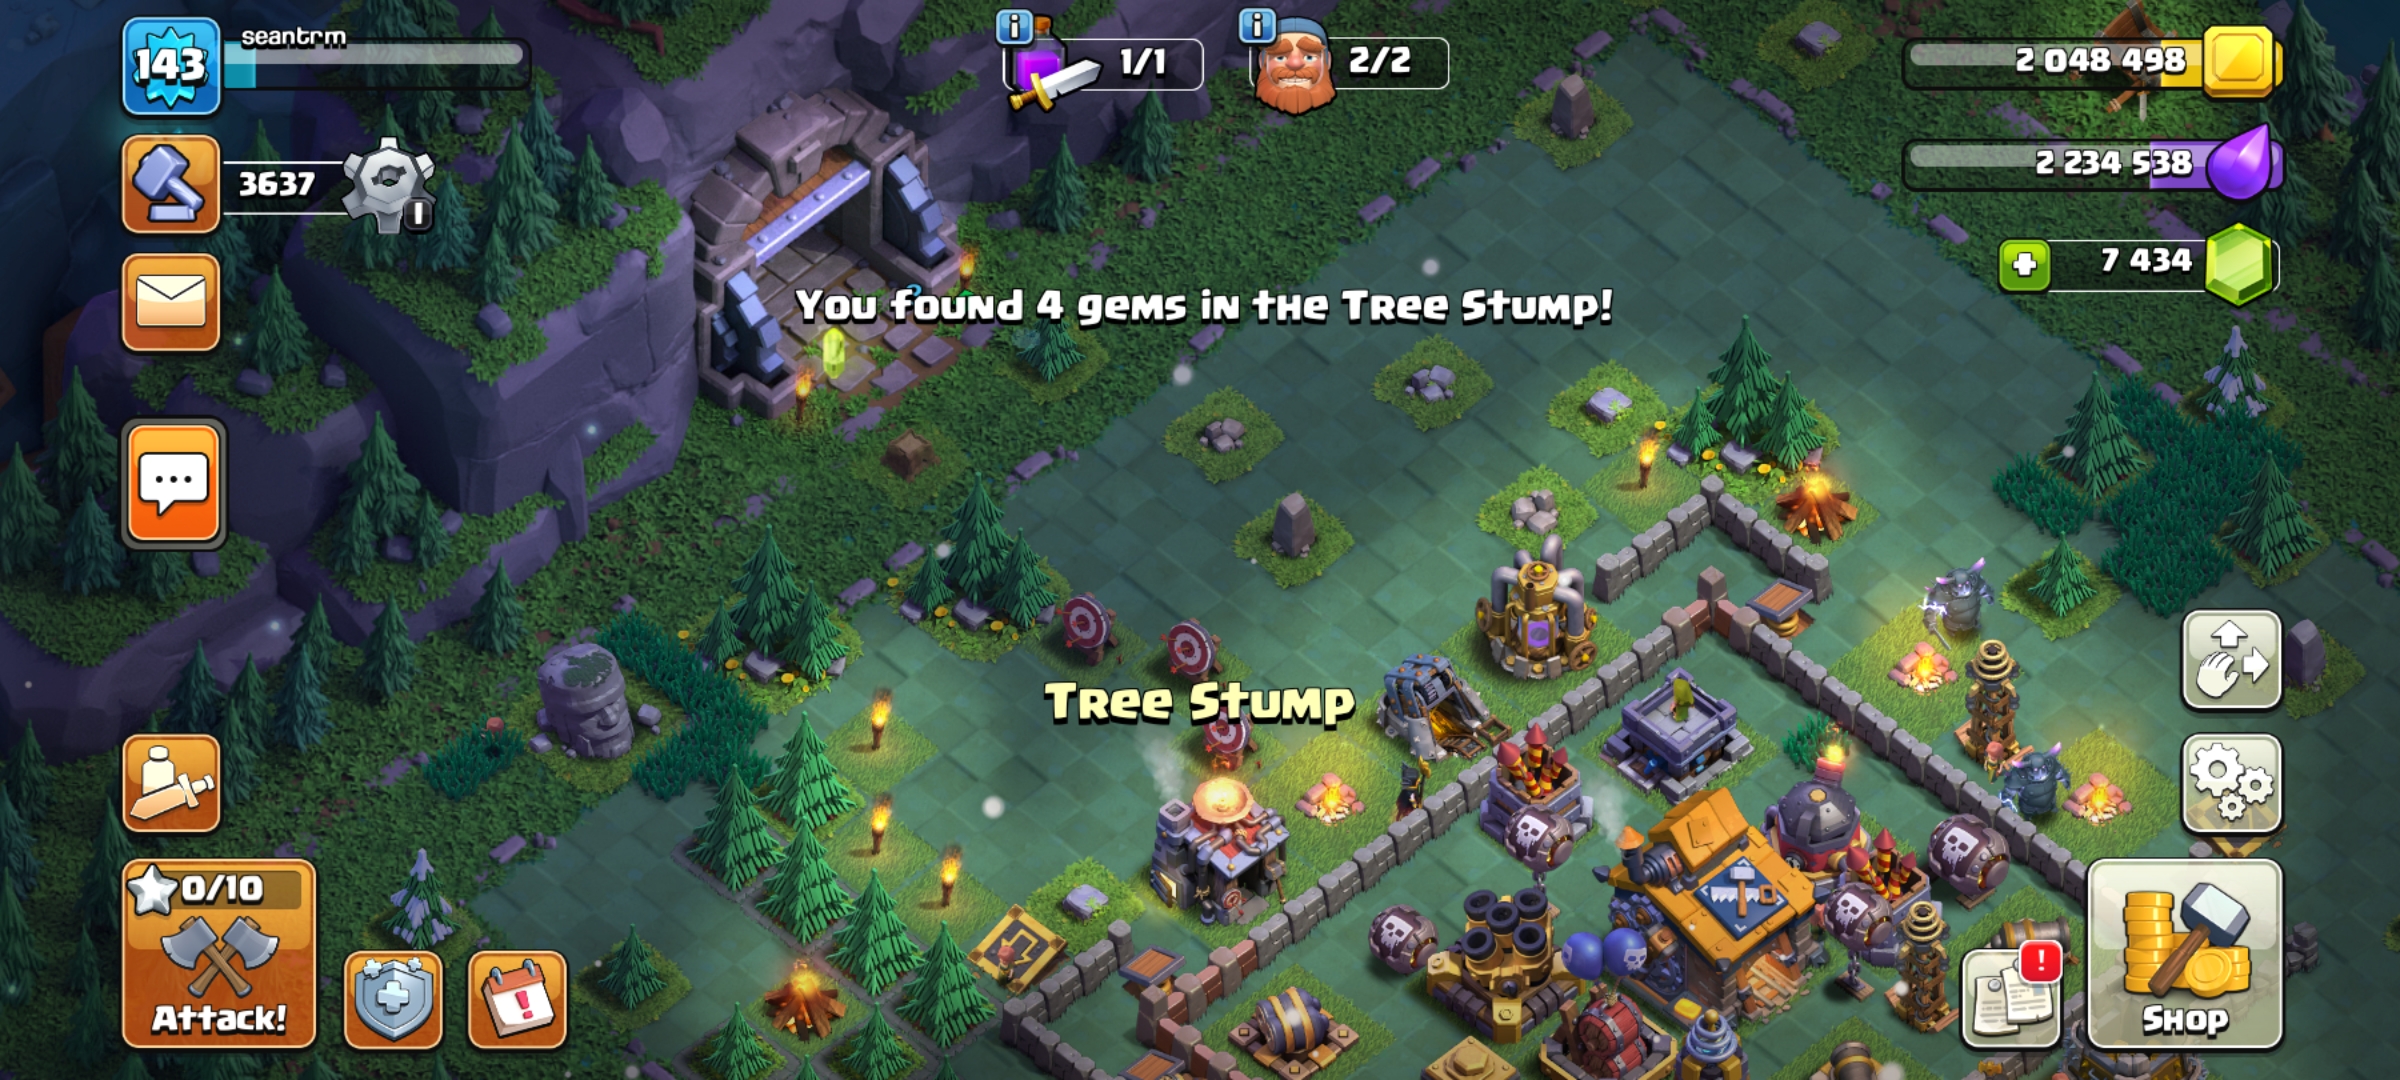 143
seantrm
1/1
2/2
2 048 498
3637
2 234 538
7 434
You found 4 gems in the Tree Stump!
Tree Stump
0/10
Attack!
Shop